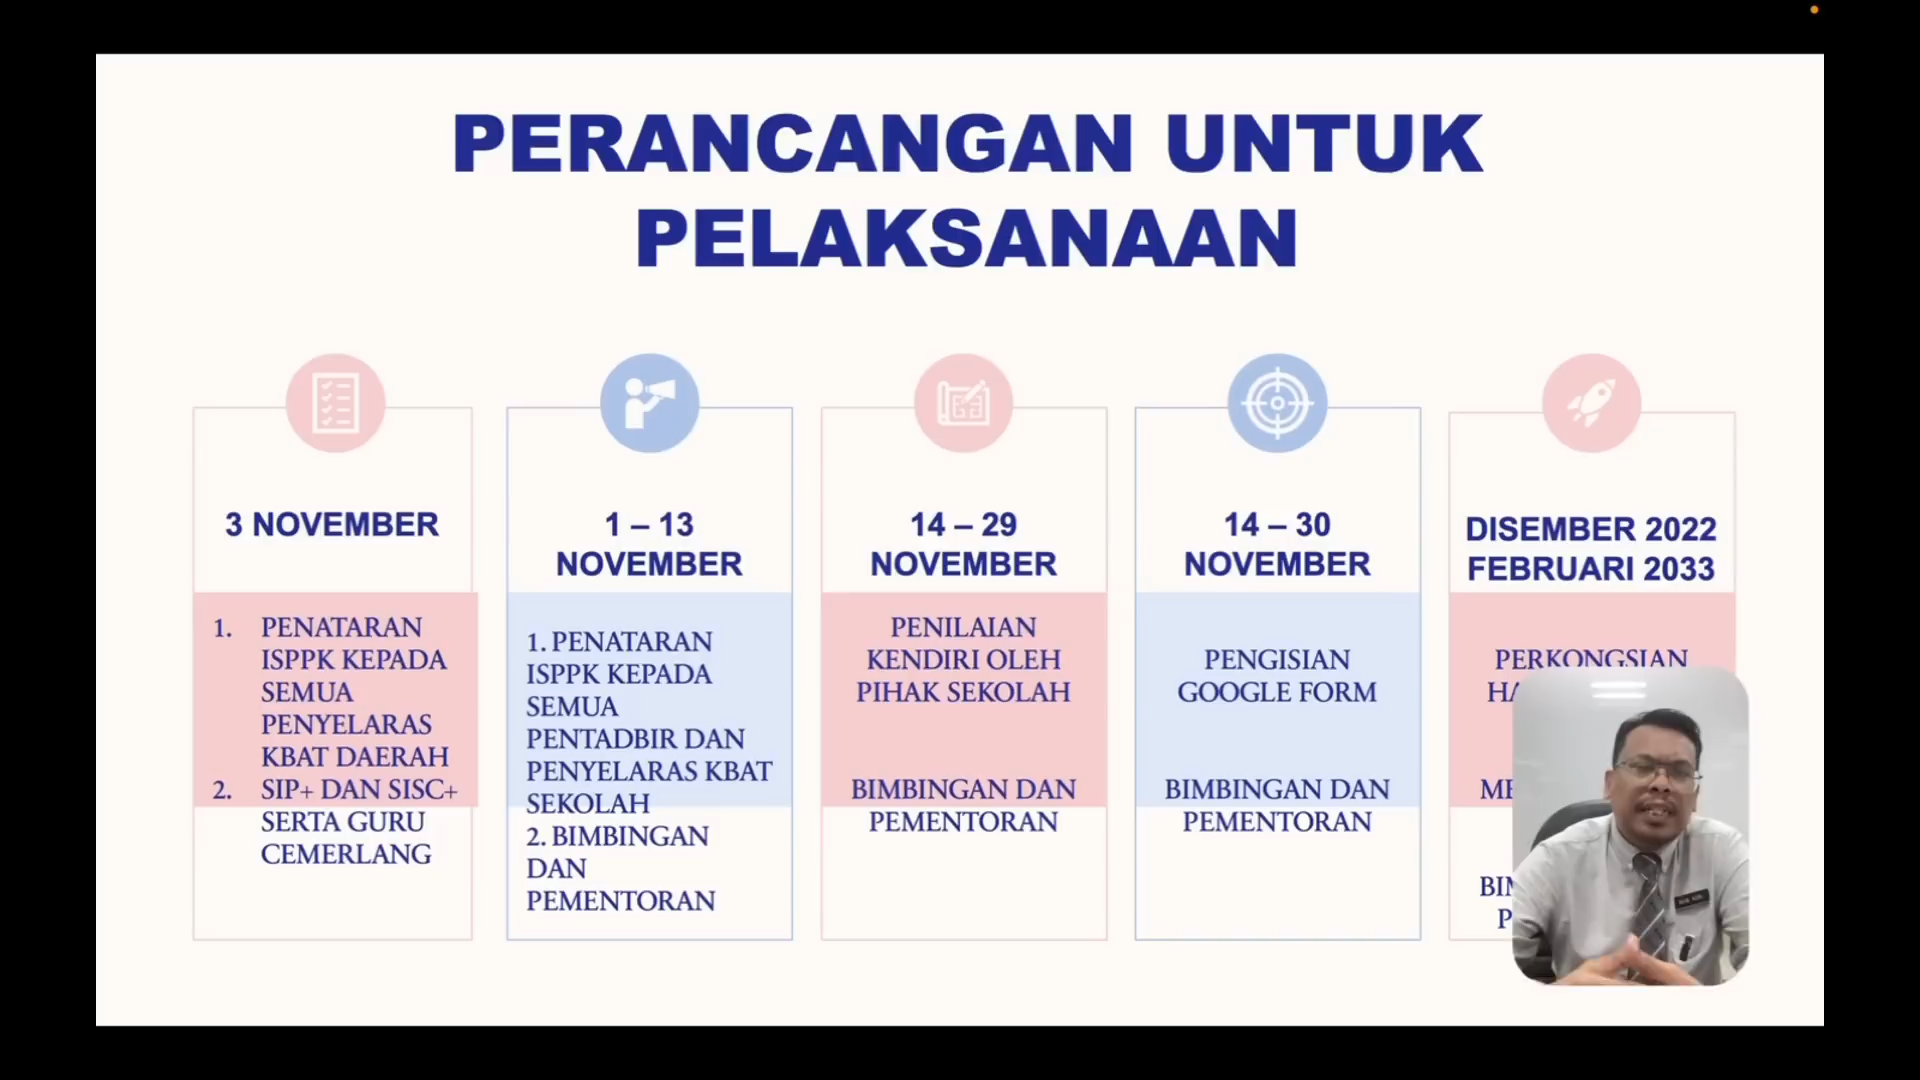 PERANCANGAN UNTUK
PELAKSANAAN
3 NOVEMBER
1. PENATARAN
ISPPK KEPADA
SEMUA
PENYELARAS
KBAT DAERAH
2. SIP+ DAN SISC+
SERTA GURU
CEMERLANG
1 – 13
NOVEMBER
1. PENATARAN
ISPPK KEPADA
SEMUA
PENTADBIR DAN
PENYELARAS KBAT
SEKOLAH
2. BIMBINGAN
DAN
PEMENTORAN
14 – 29
NOVEMBER
PENILAIAN
KENDIRI OLEH
PIHAK SEKOLAH
BIMBINGAN DAN
PEMENTORAN
14 – 30
NOVEMBER
PENGISIAN
GOOGLE FORM
BIMBINGAN DAN
PEMENTORAN
DISEMBER 2022
FEBRUARI 2033
PERKONGSIAN